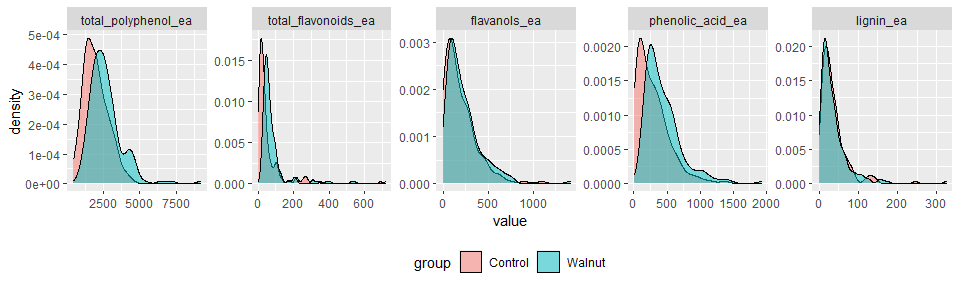 total_polyphenol_ea total_flavonoids_ea flavanols_ea phenolic_acid_ea lignin_ea
density
5e-04 4e-04 3e-04 2e-04 1e-04 0e+00
0.015 0.010 0.005 0.000
0.003 0.002 0.001 0.000
0.0020 0.0015 0.0010 0.0005 0.0000
0.020 0.015 0.010 0.005 0.000
2500 5000 7500 0 200 400 600 0 500 1000 0 500 1000 1500 2000 0 100 200 300
value
group Control Walnut